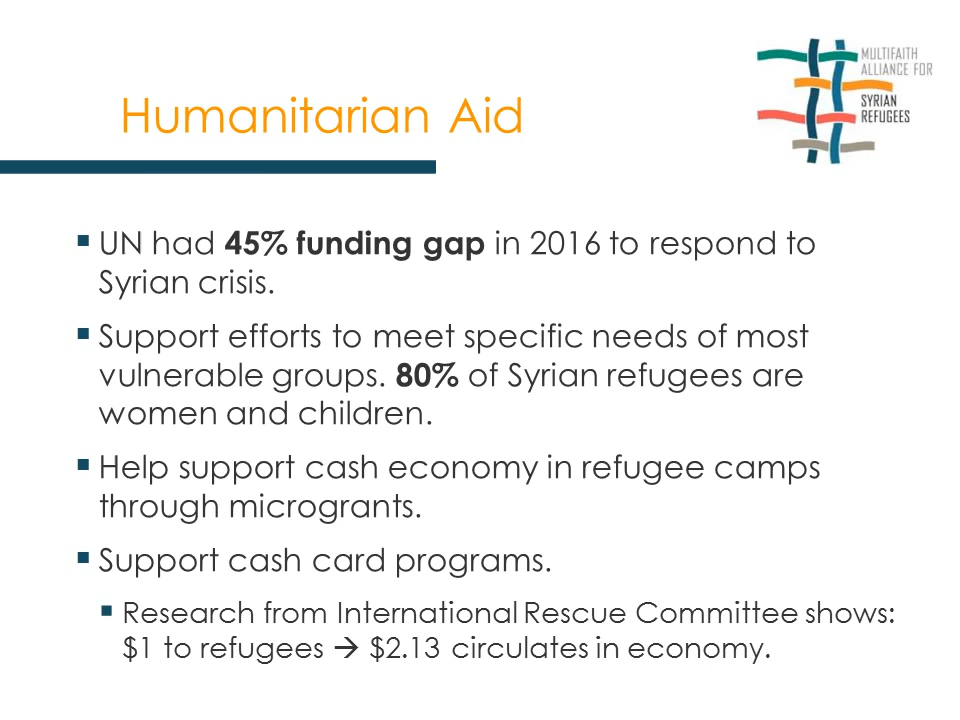 MULTIFAITH
ALLIANCE FOR
SYRIAN
REFUGEES
Humanitarian Aid
▪ UN had 45% funding gap in 2016 to respond to
Syrian crisis.
▪ Support efforts to meet specific needs of most
vulnerable groups. 80% of Syrian refugees are
women and children.
▪ Help support cash economy in refugee camps
through microgrants.
▪ Support cash card programs.
▪ Research from International Rescue Committee shows:
$1 to refugees → $2.13 circulates in economy.